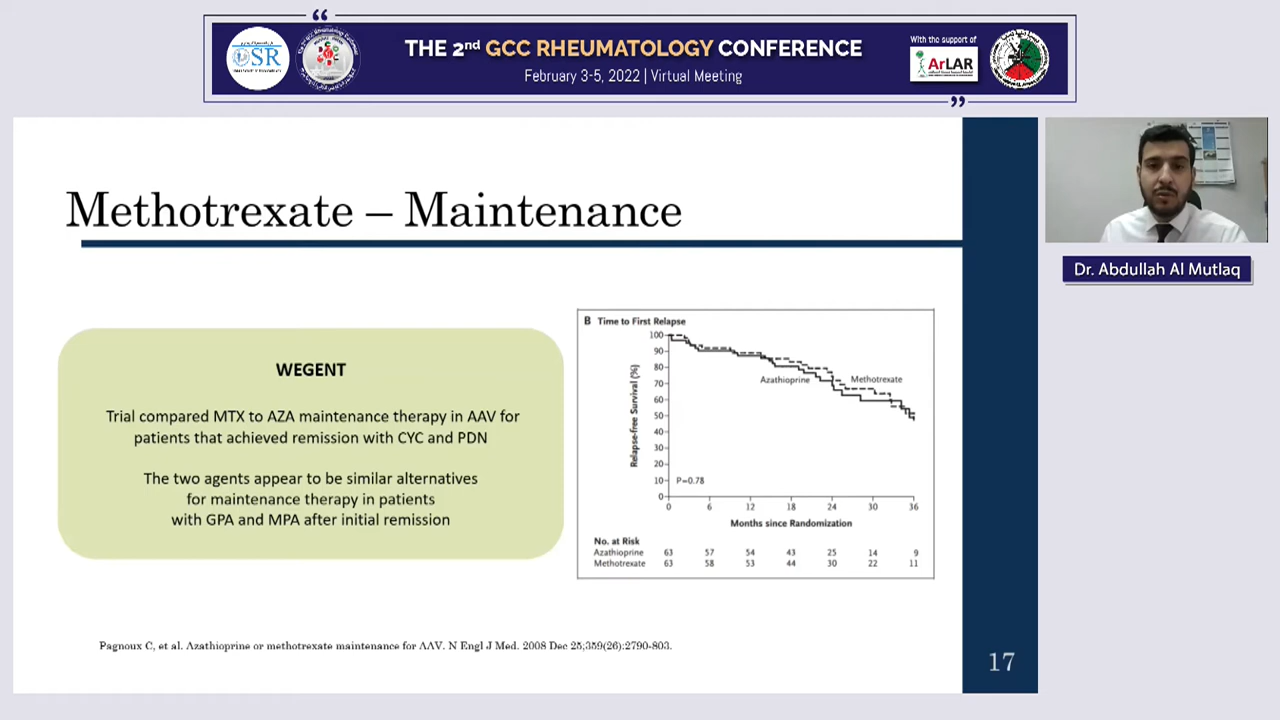 “
THE 2nd GCC RHEUMATOLOGY CONFERENCE
February 3-5, 2022 | Virtual Meeting
”
OSR
With the support of
ArLAR
Methotrexate – Maintenance
Dr. Abdullah Al Mutlaq
WEGENT
Trial compared MTX to AZA maintenance therapy in AAV for
patients that achieved remission with CYC and PDN
The two agents appear to be similar alternatives
for maintenance therapy in patients
with GPA and MPA after initial remission
B Time to First Relapse
Relapse-free Survival (%)
100
90
80
70
60
50
40
30
20
10
0
Azathioprine
Methotrexate
P=0.78
0 6 12 18 24 30 36
Months since Randomization
No. at Risk
Azathioprine 63 57 54 43 25 14 9
Methotrexate 63 58 53 44 30 22 11
Pagnoux C, et al. Azathioprine or methotrexate maintenance for AAV. N Engl J Med. 2008 Dec 25;359(26):2790-803.
17